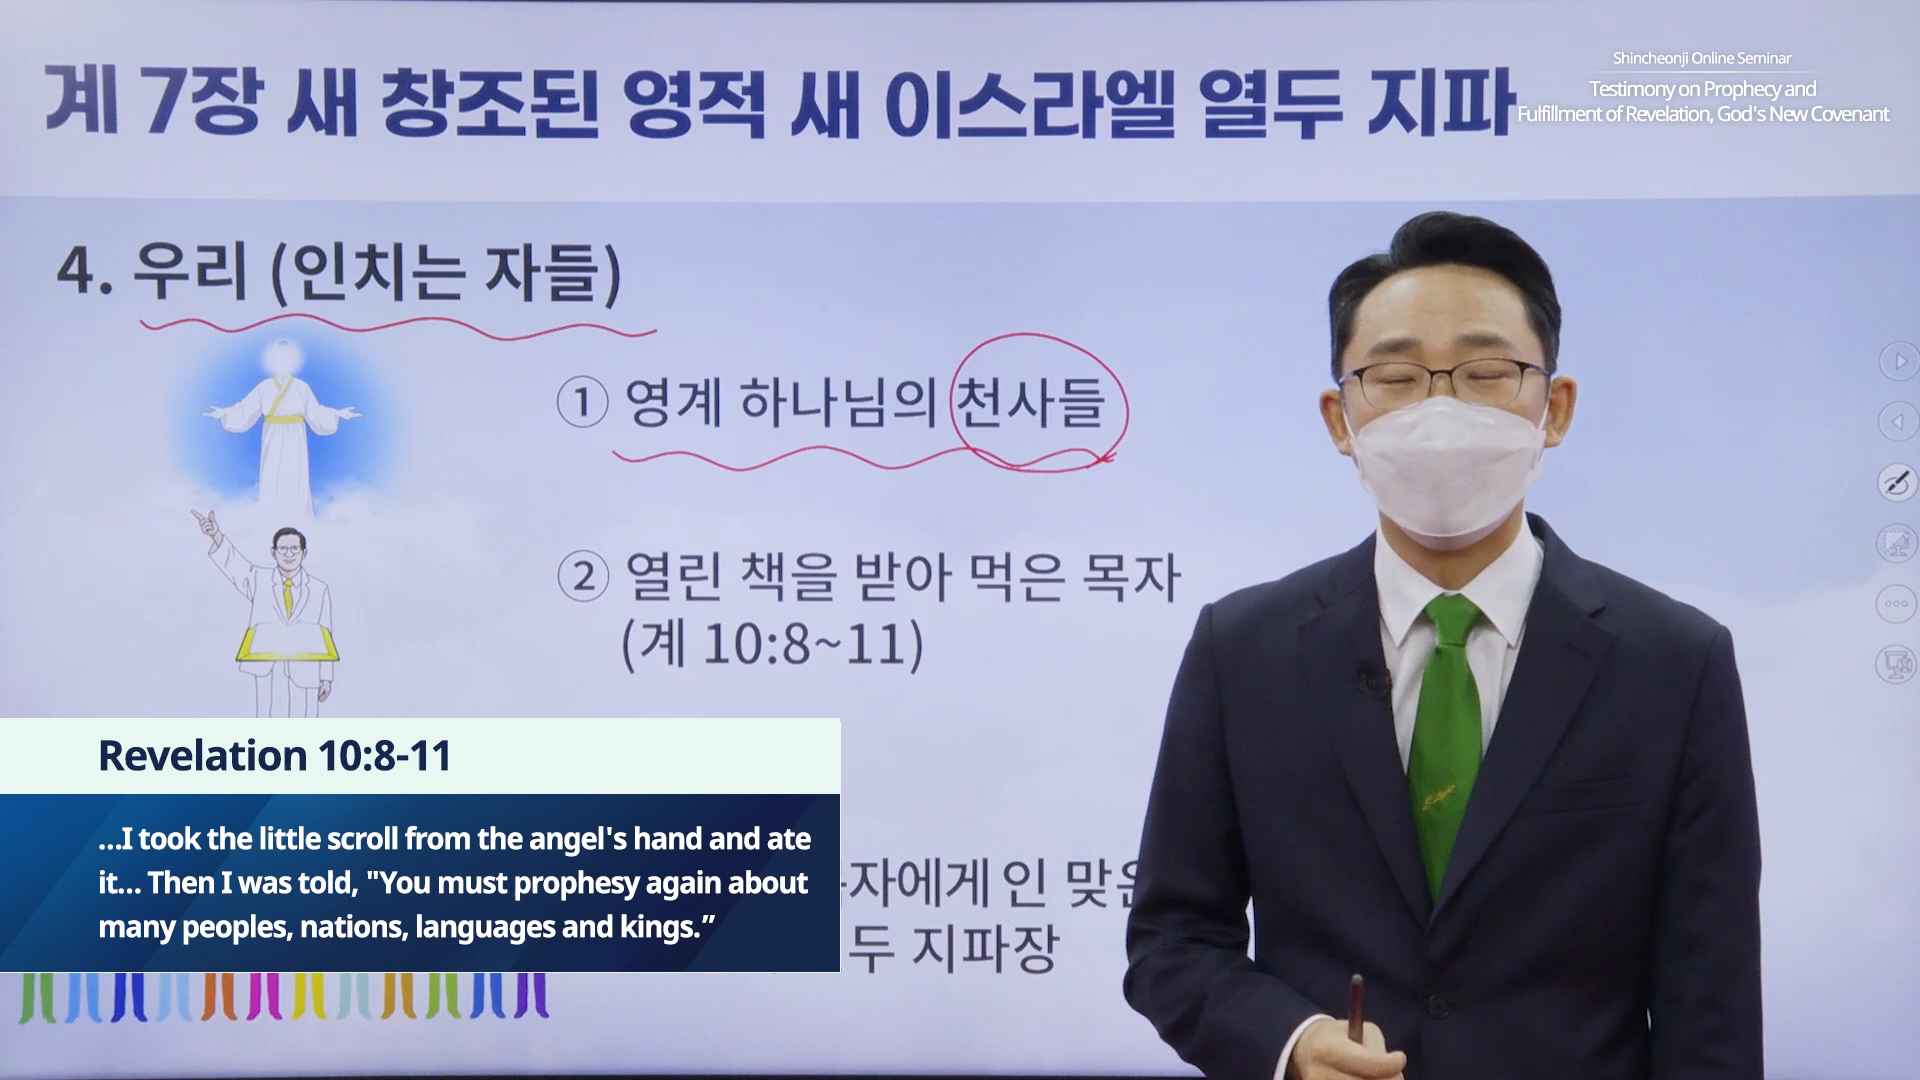 계 7장 새 창조된 영적 새 이스라엘 열두 지파
Shincheonji Online Seminar
Testimony on Prophecy and
Fulfillment of Revelation, God's New Covenant
4. 우리 (인치는 자들)
① 영계 하나님의 천사들
② 열린 책을 받아 먹은 목자
(계 10:8~11)
Revelation 10:8-11
...I took the little scroll from the angel's hand and ate
it... Then I was told, "You must prophesy again about
many peoples, nations, languages and kings.”
자에게 인 맞은
두 지파장